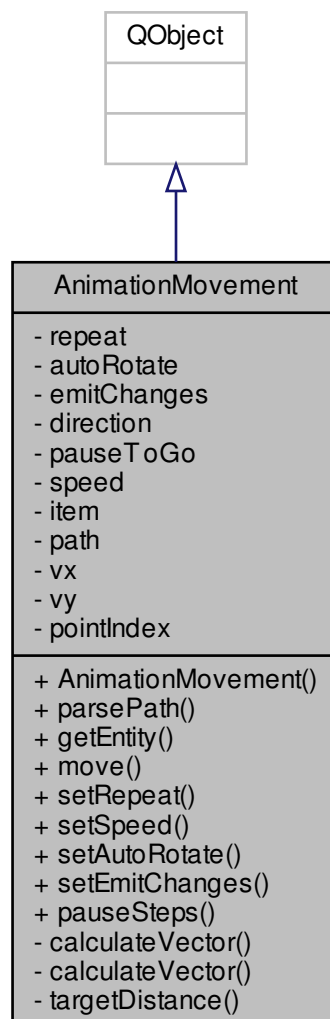 QObject
AnimationMovement
- repeat
- autoRotate
- emitChanges
- direction
- pauseToGo
- speed
- item
- path
- vx
- vy
- pointIndex
+ AnimationMovement()
+ parsePath()
+ getEntity()
+ move()
+ setRepeat()
+ setSpeed()
+ setAutoRotate()
+ setEmitChanges()
+ pauseSteps()
- calculateVector()
- calculateVector()
- targetDistance()